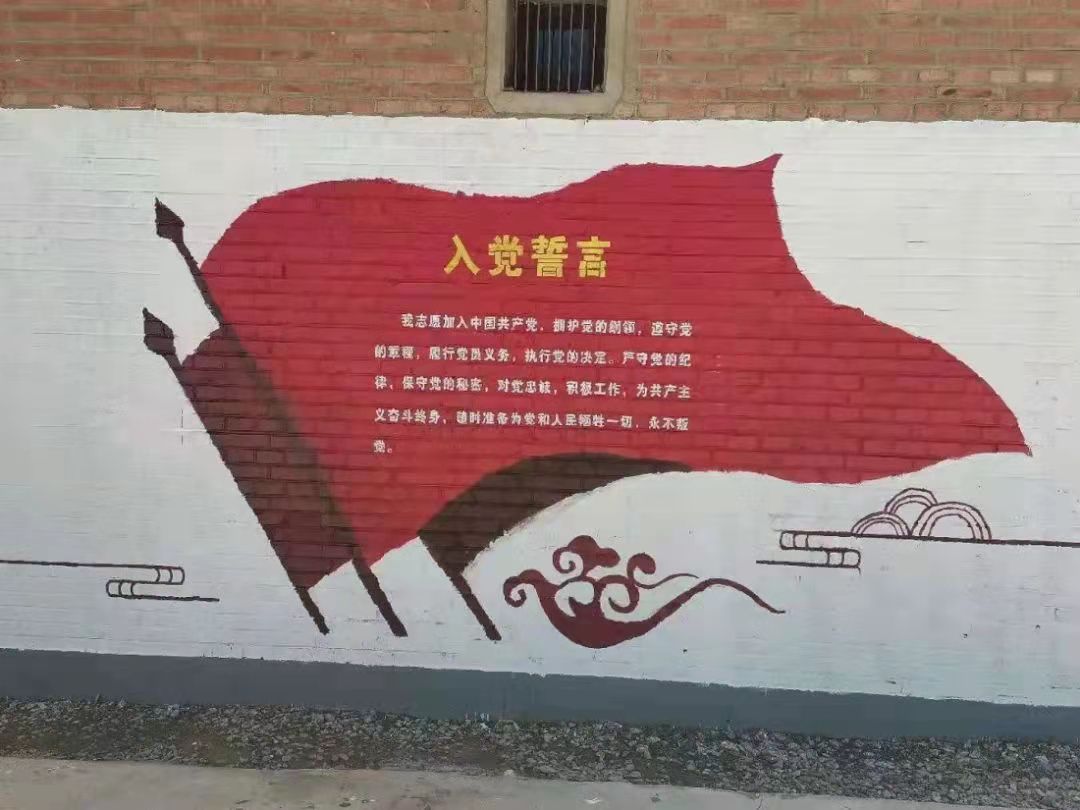 入党誓言
我志愿加入中国共产党，拥护党的纲领，遵守党
的章程，履行党员义务，执行党的决定。严守党的纪
律，保守党的秘密，对党忠诚，积极工作，为共产主
义奋斗终身，随时准备为党和人民牺牲一切，永不叛
党。